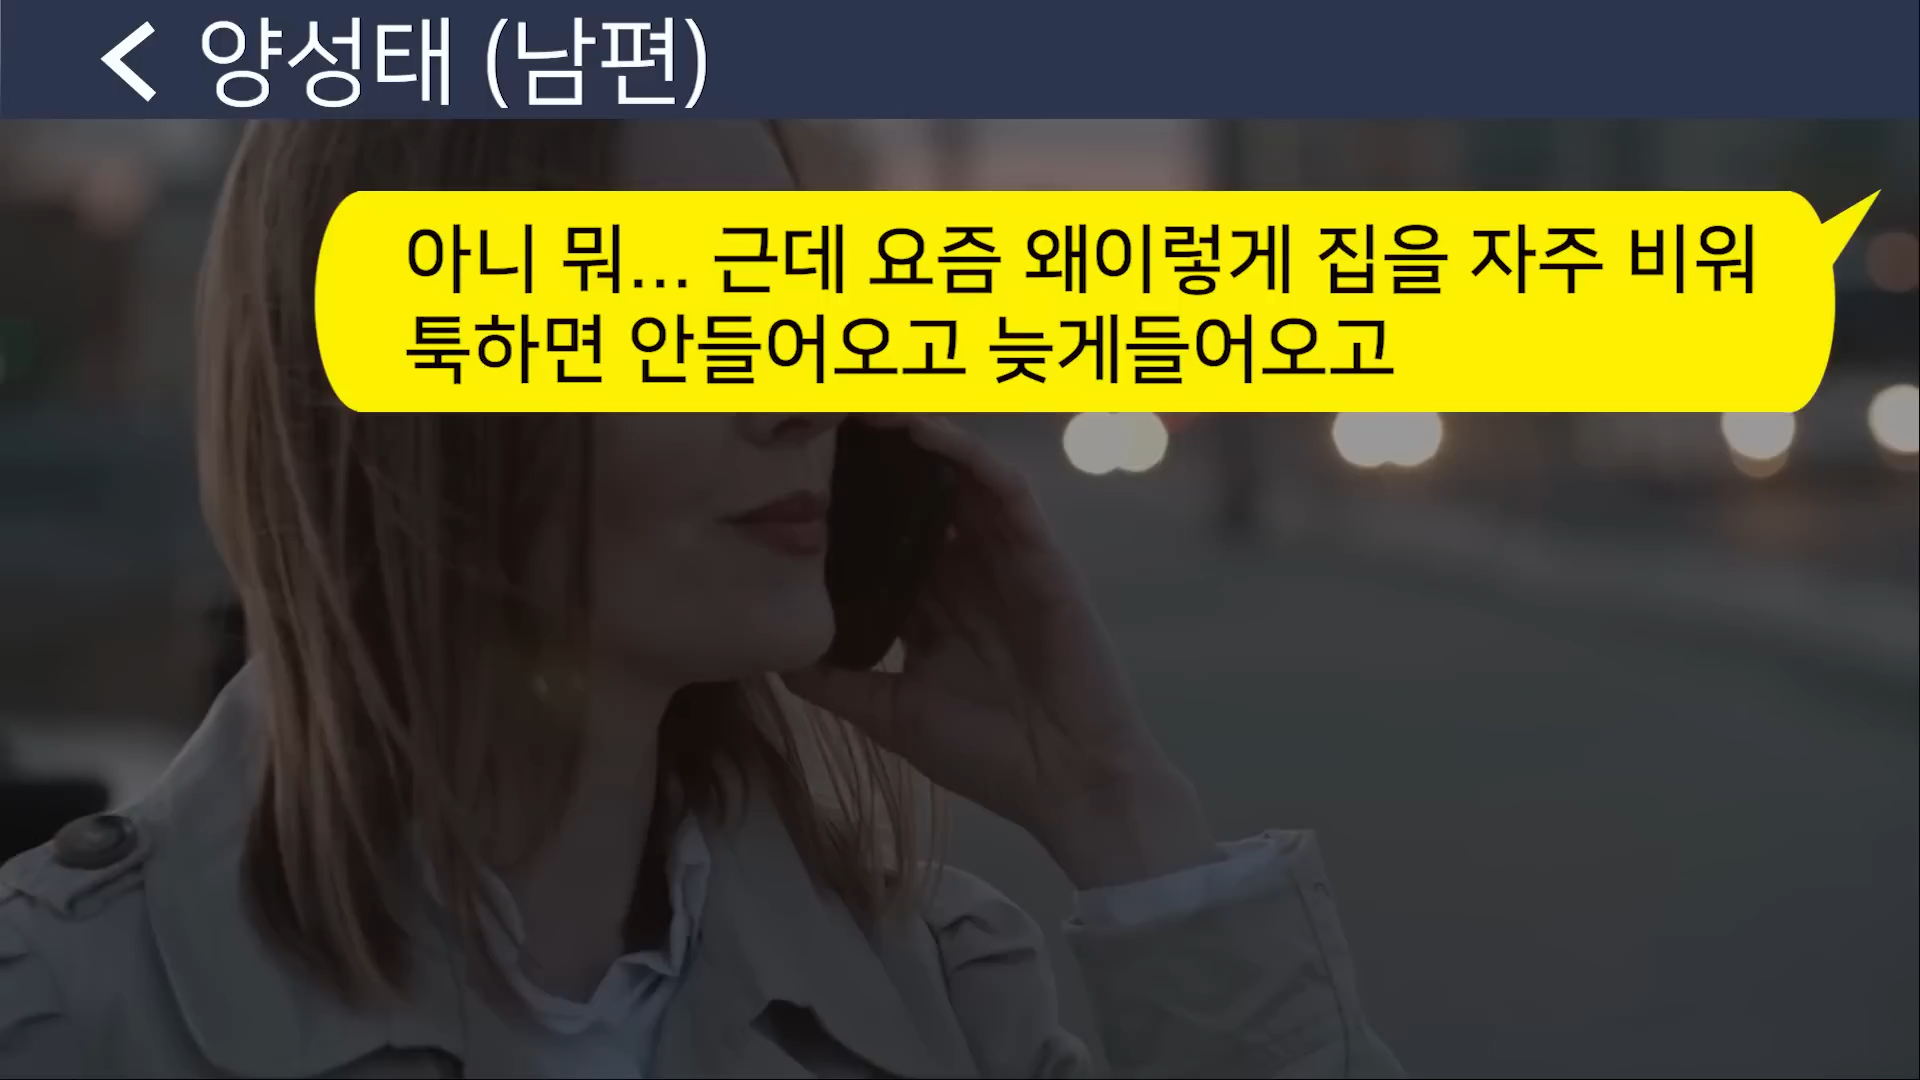 양성태 (남편)
아니 뭐... 근데 요즘 왜이렇게 집을 자주 비워
툭하면 안들어오고 늦게들어오고